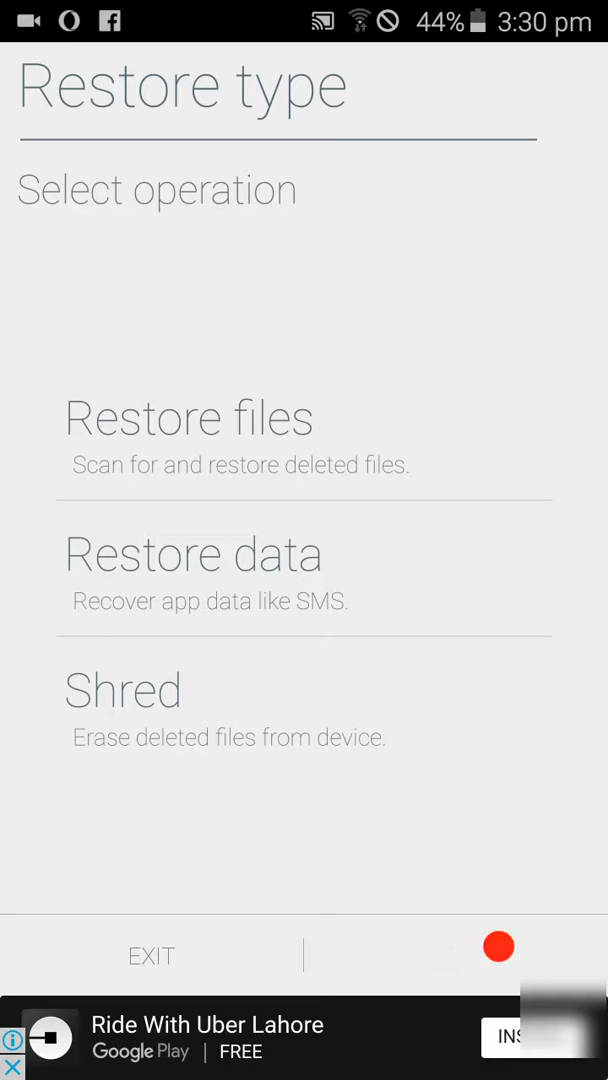 44% 3:30 pm
Restore type
Select operation
Restore files
Scan for and restore deleted files.
Restore data
Recover app data like SMS.
Shred
Erase deleted files from device.
EXIT
Ride With Uber Lahore
Google Play | FREE